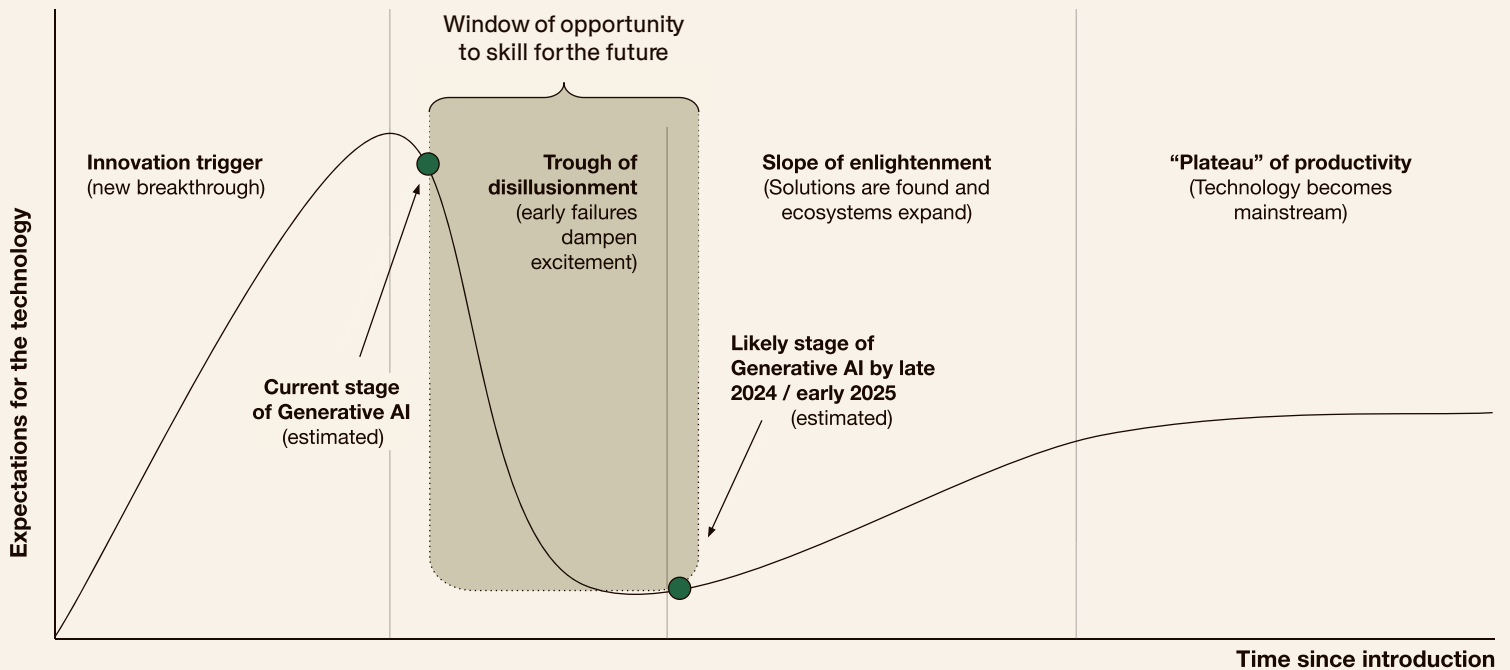 Window of opportunity
to skill for the future
Innovation trigger
(new breakthrough)
Trough of
disillusionment
(early failures
dampen
excitement)
Slope of enlightenment
(Solutions are found and
ecosystems expand)
“Plateau” of productivity
(Technology becomes
mainstream)
Expectations for the technology
Current stage
of Generative AI
(estimated)
Likely stage of
Generative AI by late
2024 / early 2025
(estimated)
Time since introduction